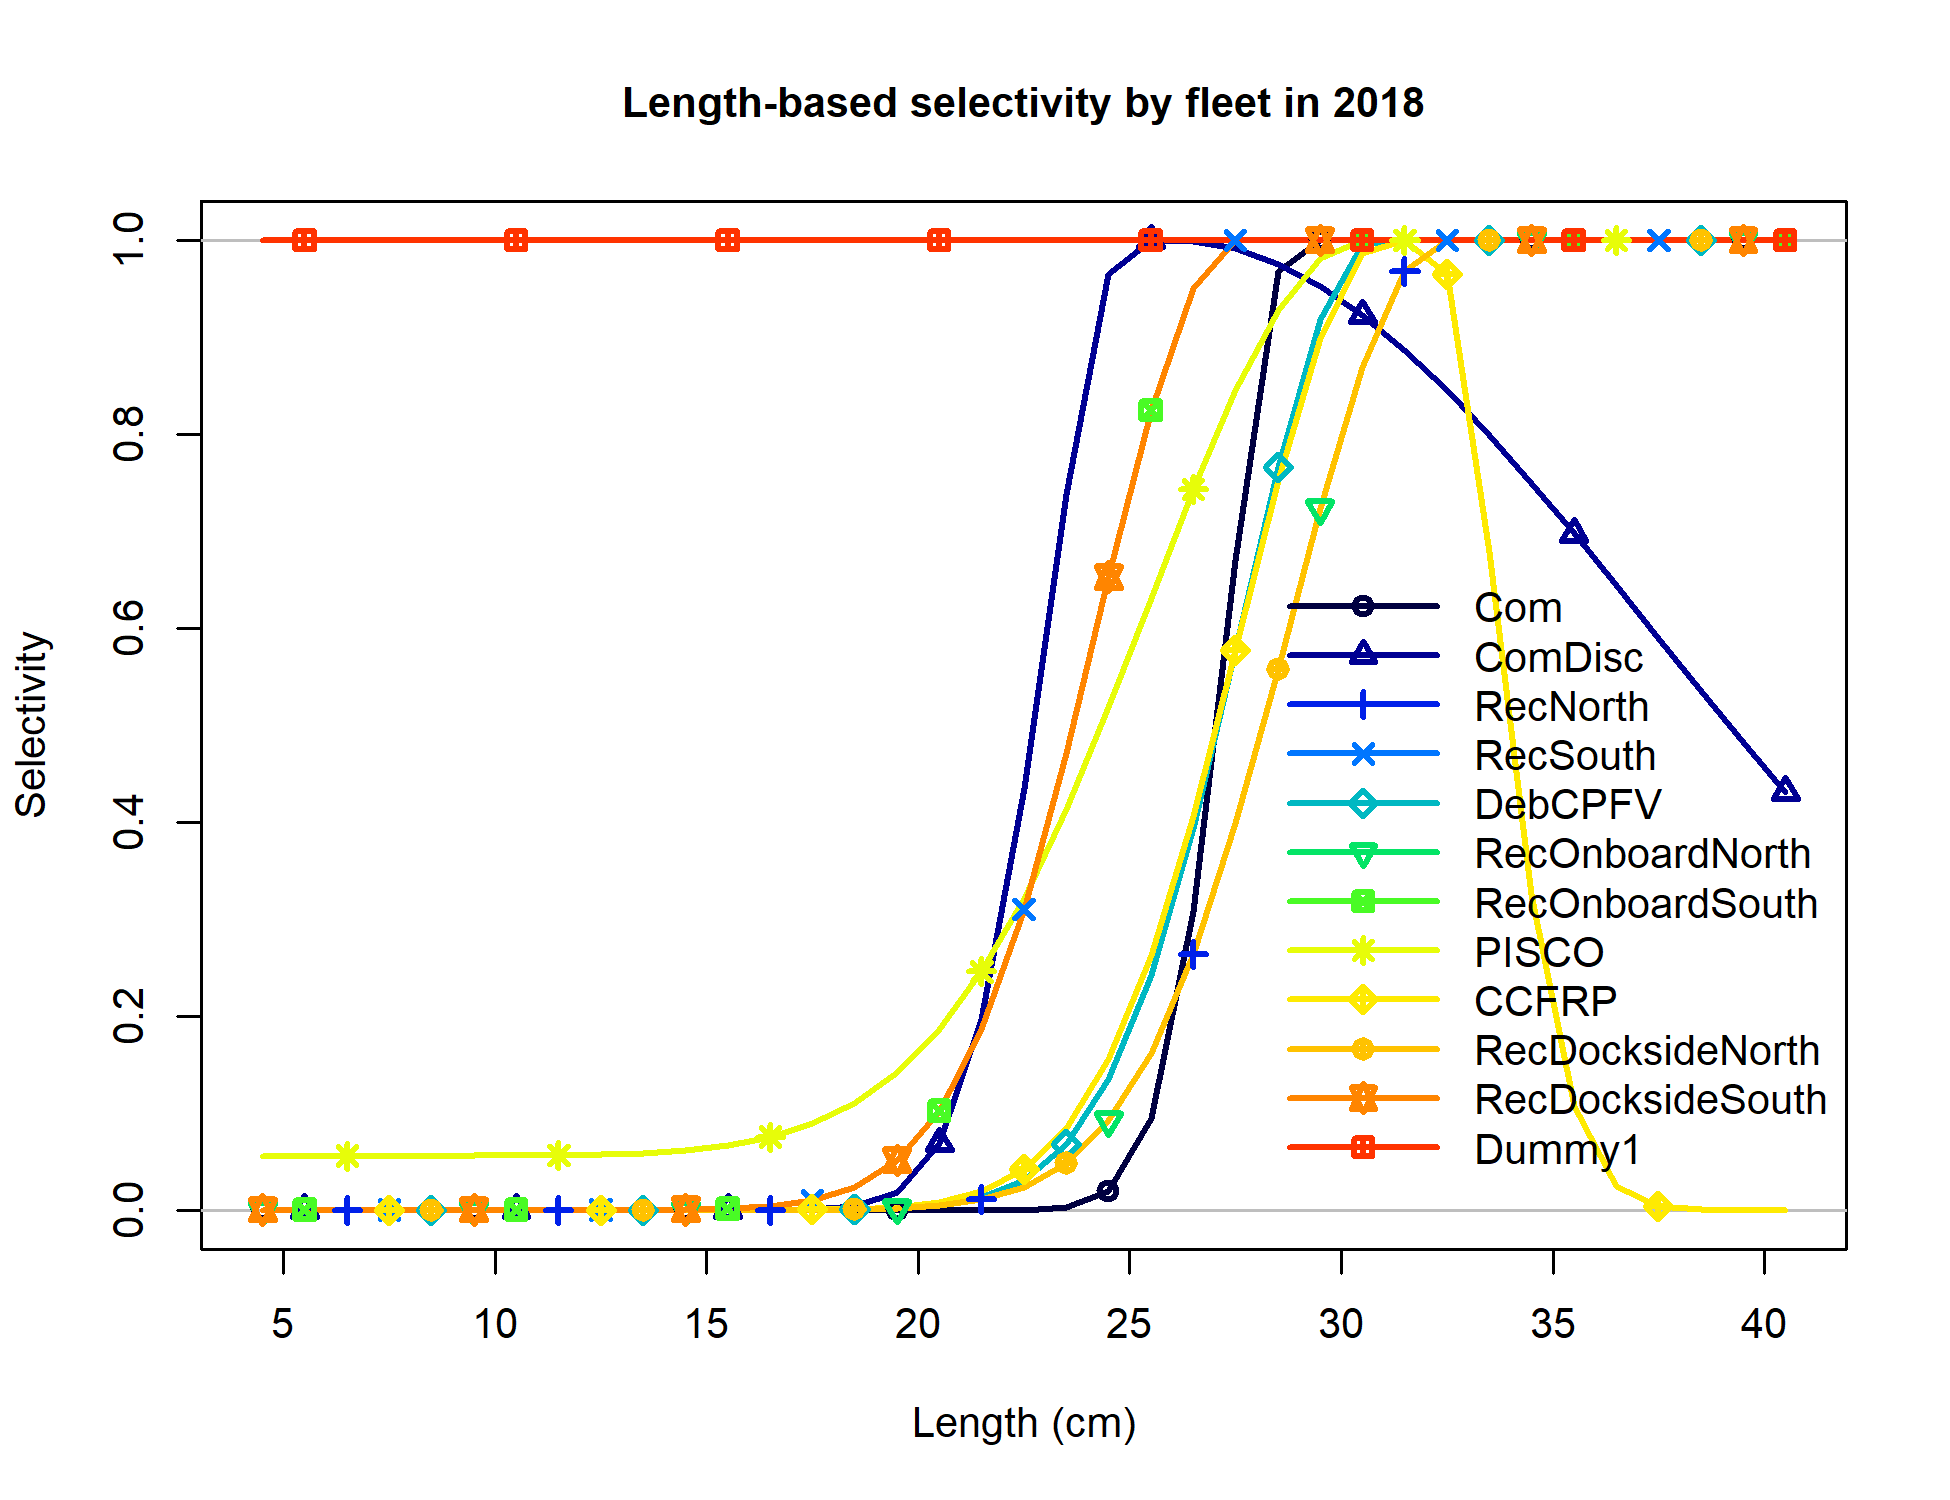 Length-based selectivity by fleet in 2018
Selectivity
1.0
0.8
0.6
0.4
0.2
0.0
Com
ComDisc
RecNorth
RecSouth
DebCPFV
RecOnboardNorth
RecOnboardSouth
PISCO
CCFRP
RecDocksideNorth
RecDocksideSouth
Dummy1
5 10 15 20 25 30 35 40
Length (cm)